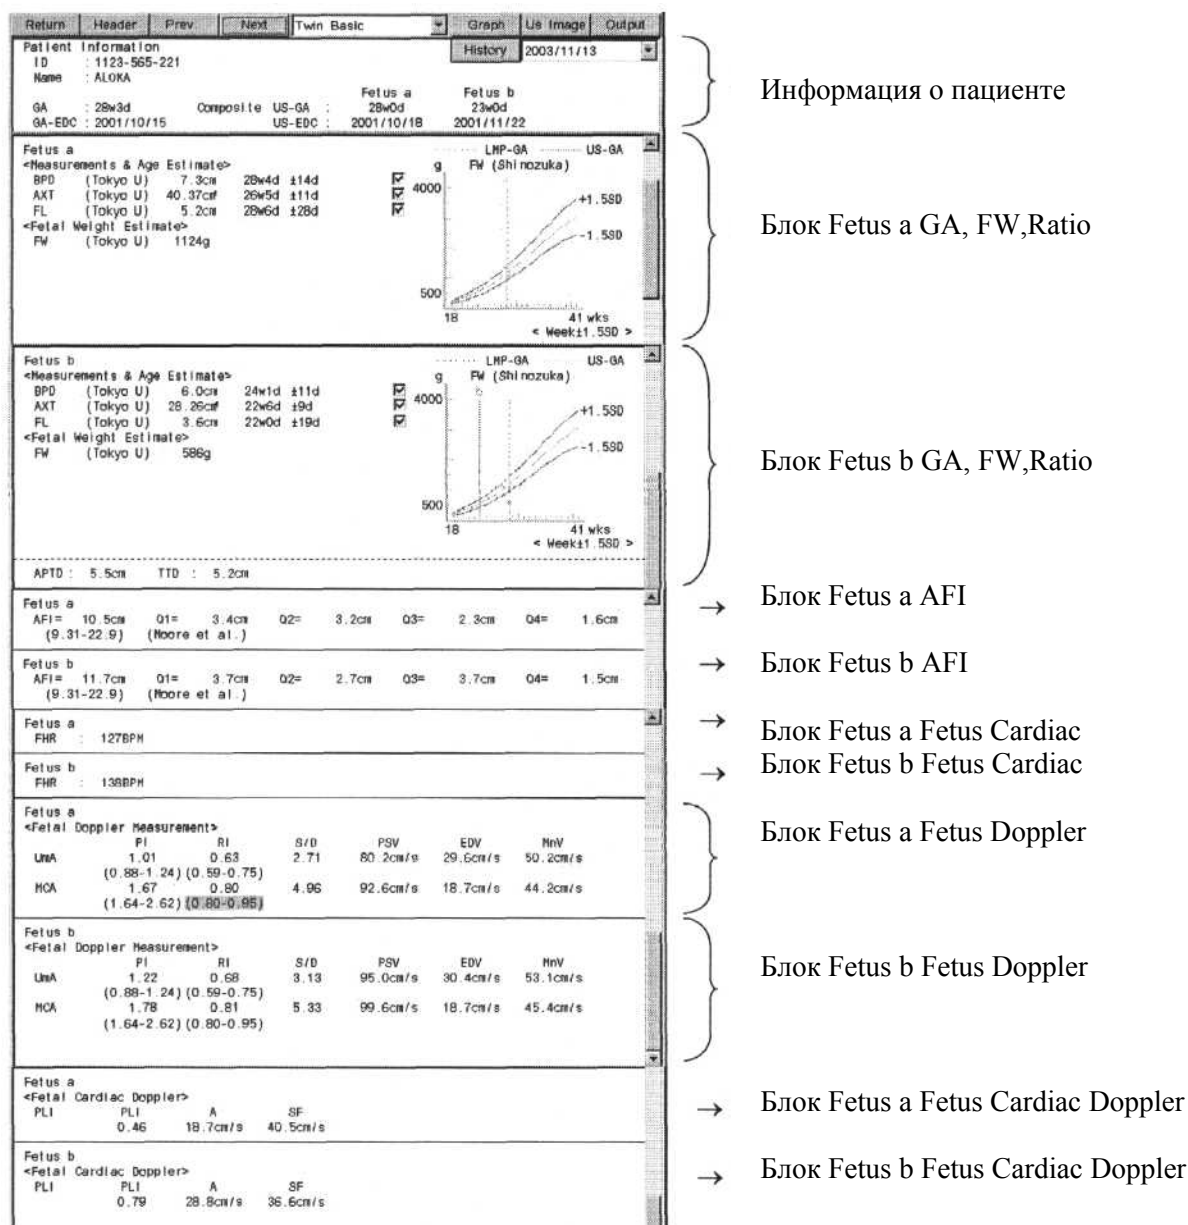 Return Header Prev. Next Twin Basic Graph Us Image Output
Patient Information History 2003/11/13
ID : 1123-565-221
Name : ALOKA
Fetus a Fetus b
GA : 28w3d Composite US-GA : 28w0d 23w0d
GA-EDC : 2001/10/15 US-EDC : 2001/10/18 2001/11/22
Информация о пациенте
Fetus a LMP-GA US-GA
<Measurements & Age Estimate> g FW (Shinozuka)
BPD (Tokyo U) 7.3cm 28w4d ±14d
AXT (Tokyo U) 40.37cm² 26w5d ±11d 4000
FL (Tokyo U) 5.2cm 28w6d ±28d +1.5SD
<Fetal Weight Estimate>
FW (Tokyo U) 1124g -1.5SD
500
18 41 wks
< Week±1.5SD >
Блок Fetus a GA, FW,Ratio
Fetus b LMP-GA US-GA
<Measurements & Age Estimate> g FW (Shinozuka)
BPD (Tokyo U) 6.0cm 24w1d ±11d
AXT (Tokyo U) 28.26cm² 22w6d ±9d 4000
FL (Tokyo U) 3.6cm 22w0d ±19d +1.5SD
<Fetal Weight Estimate>
FW (Tokyo U) 586g -1.5SD
500
18 41 wks
< Week±1.5SD >
APTD : 5.5cm TTD : 5.2cm
Блок Fetus b GA, FW,Ratio
Fetus a
AFI= 10.5cm Q1= 3.4cm Q2= 3.2cm Q3= 2.3cm Q4= 1.6cm
(9.31-22.9) (Moore et al.)
→ Блок Fetus a AFI
Fetus b
AFI= 11.7cm Q1= 3.7cm Q2= 2.7cm Q3= 3.7cm Q4= 1.5cm
(9.31-22.9) (Moore et al.)
→ Блок Fetus b AFI
Fetus a
FHR : 127BPM
→ Блок Fetus a Fetus Cardiac
Fetus b
FHR : 138BPM
→ Блок Fetus b Fetus Cardiac
Fetus a
<Fetal Doppler Measurement>
PI RI S/D PSV EDV MnV
UmA 1.01 0.63 2.71 80.2cm/s 29.6cm/s 50.2cm/s
(0.88-1.24) (0.59-0.75)
MCA 1.67 0.80 4.96 92.6cm/s 18.7cm/s 44.2cm/s
(1.64-2.62) (0.80-0.95)
Блок Fetus a Fetus Doppler
Fetus b
<Fetal Doppler Measurement>
PI RI S/D PSV EDV MnV
UmA 1.22 0.68 3.13 95.0cm/s 30.4cm/s 53.1cm/s
(0.88-1.24) (0.59-0.75)
MCA 1.78 0.81 5.33 99.6cm/s 18.7cm/s 45.4cm/s
(1.64-2.62) (0.80-0.95)
Блок Fetus b Fetus Doppler
Fetus a
<Fetal Cardiac Doppler>
PLI PLI A SF
0.46 18.7cm/s 40.5cm/s
→ Блок Fetus a Fetus Cardiac Doppler
Fetus b
<Fetal Cardiac Doppler>
PLI PLI A SF
0.79 28.8cm/s 36.6cm/s
→ Блок Fetus b Fetus Cardiac Doppler